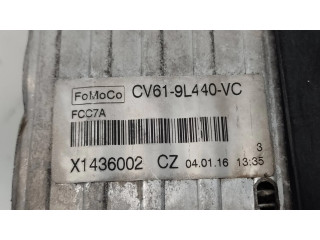 FoMoCo CV61-9L440-VC
FCC7A
3
X1436002 CZ 04.01.16 13:35